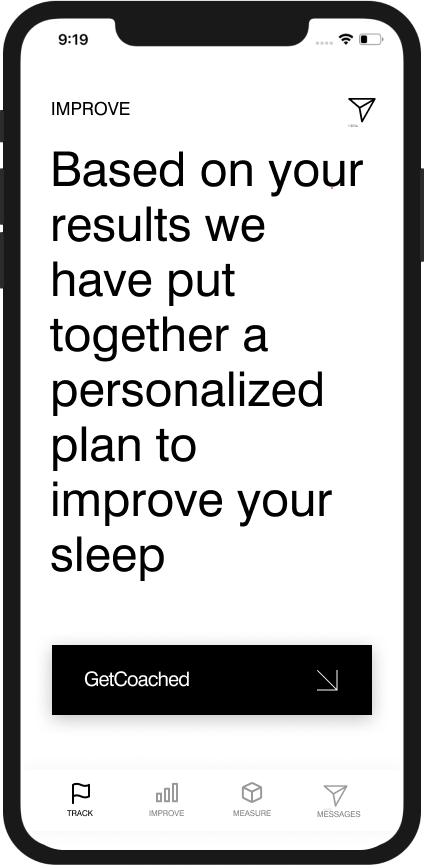 9:19
IMPROVE
Based on your
results we
have put
together a
personalized
plan to
improve your
sleep
GetCoached
TRACK
IMPROVE
MEASURE
MESSAGES